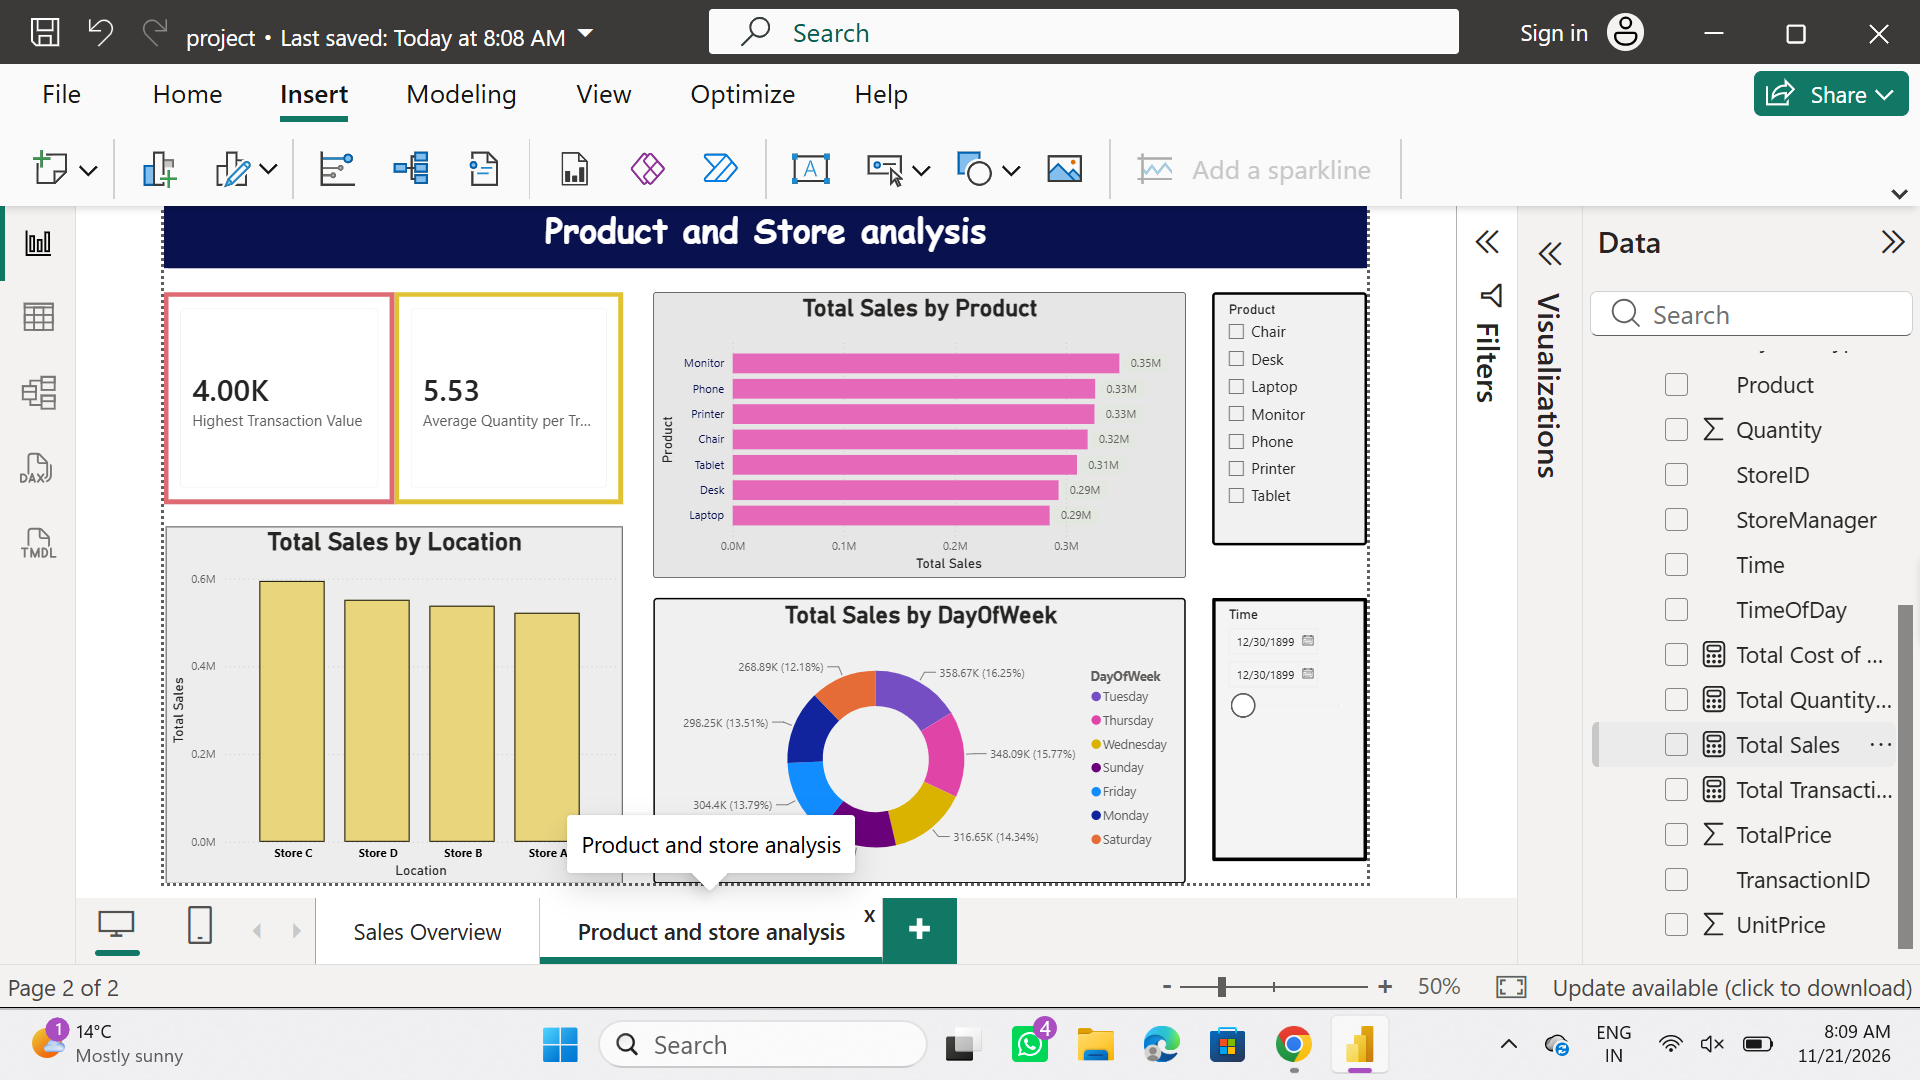 project • Last saved: Today at 8:08 AM
Search
Sign in
File
Home
Insert
Modeling
View
Optimize
Help
Share
Add a sparkline
Product and Store analysis
4.00K
Highest Transaction Value
5.53
Average Quantity per Tr...
Total Sales by Product
Product
Monitor
0.35M
Phone
0.33M
Printer
0.33M
Chair
0.32M
Tablet
0.31M
Desk
0.29M
Laptop
0.29M
0.0M
0.1M
0.2M
0.3M
Total Sales
Product
Chair
Desk
Laptop
Monitor
Phone
Printer
Tablet
Total Sales by Location
Total Sales
0.6M
0.4M
0.2M
0.0M
Store C
Store D
Store B
Store A
Location
Total Sales by DayOfWeek
268.89K (12.18%)
358.67K (16.25%)
298.25K (13.51%)
348.09K (15.77%)
304.4K (13.79%)
316.65K (14.34%)
DayOfWeek
Tuesday
Thursday
Wednesday
Sunday
Friday
Monday
Saturday
Time
12/30/1899
12/30/1899
Product and store analysis
Filters
Visualizations
Data
Search
Product
Quantity
StoreID
StoreManager
Time
TimeOfDay
Total Cost of ...
Total Quantity...
Total Sales
Total Transacti...
TotalPrice
TransactionID
UnitPrice
DAX
TMDL
Sales Overview
Product and store analysis
x
Page 2 of 2
- + 50%
Update available (click to download)
1
14°C
Mostly sunny
Search
4
ENG
IN
8:09 AM
11/21/2026